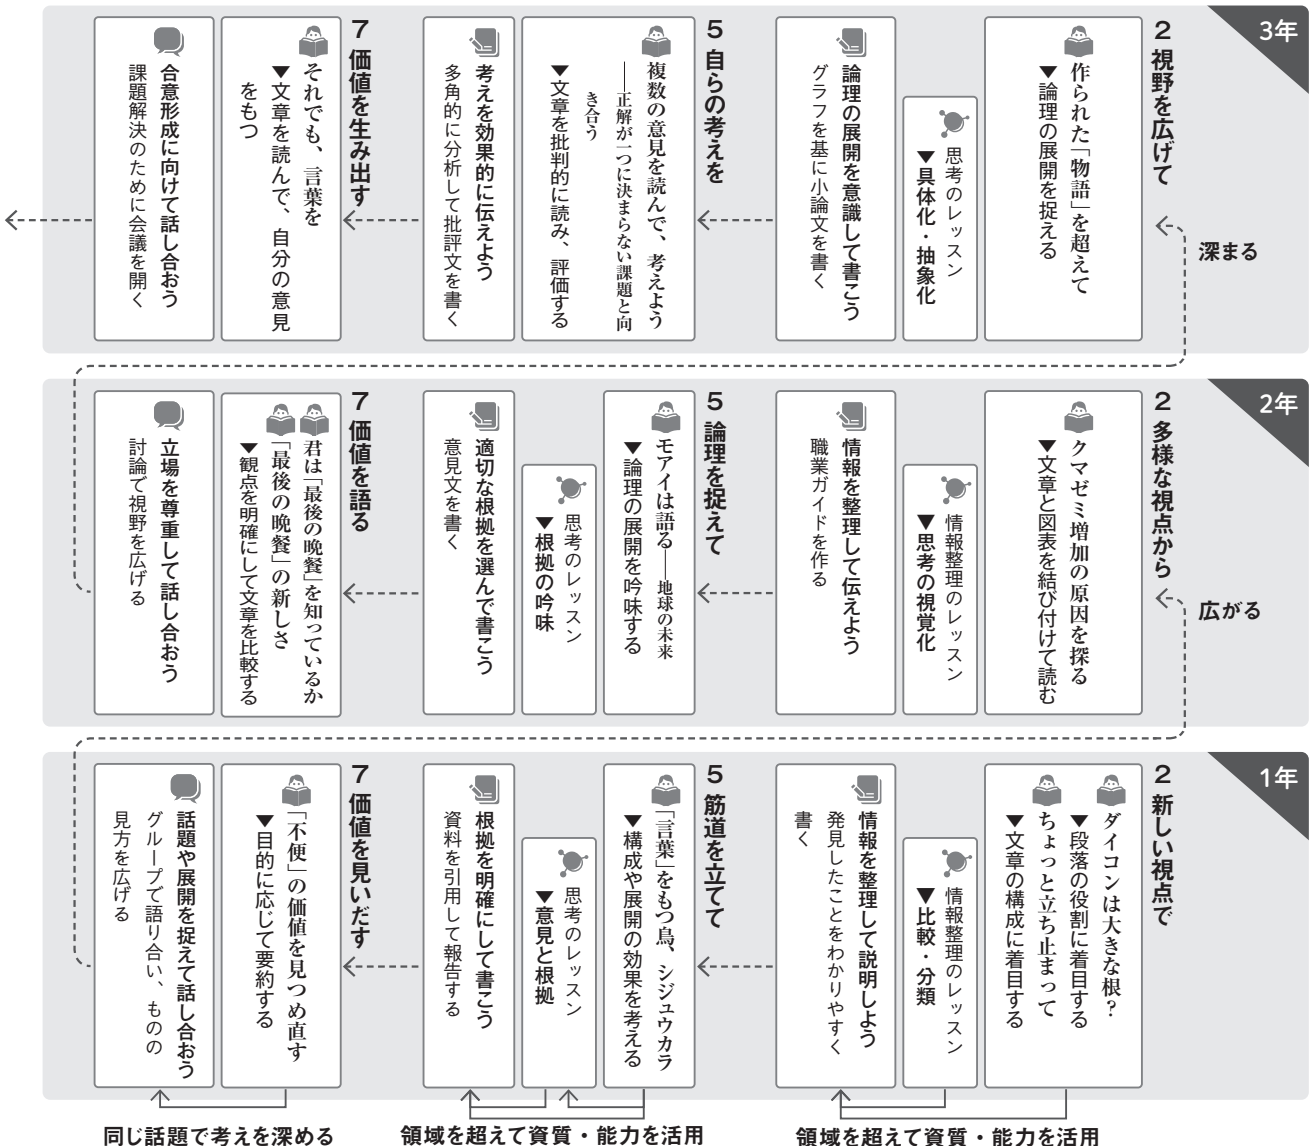 3年
深まる
2 視野を広げて
作られた「物語」を超えて
▼論理の展開を捉える
思考のレッスン
▼具体化・抽象化
論理の展開を意識して書こう
グラフを基に小論文を書く
5 自らの考えを
複数の意見を読んで、考えよう
――正解が一つに決まらない課題と向
き合う
▼文章を批判的に読み、評価する
考えを効果的に伝えよう
多角的に分析して批評文を書く
7 価値を生み出す
それでも、言葉を
▼文章を読んで、自分の意見
をもつ
合意形成に向けて話し合おう
課題解決のために会議を開く
2年
広がる
2 多様な視点から
クマゼミ増加の原因を探る
▼文章と図表を結び付けて読む
情報整理のレッスン
▼思考の視覚化
情報を整理して伝えよう
職業ガイドを作る
5 論理を捉えて
モアイは語る――地球の未来
▼論理の展開を吟味する
思考のレッスン
▼根拠の吟味
適切な根拠を選んで書こう
意見文を書く
7 価値を語る
君は「最後の晩餐」を知っているか
「最後の晩餐」の新しさ
▼観点を明確にして文章を比較する
立場を尊重して話し合おう
討論で視野を広げる
1年
2 新しい視点で
ダイコンは大きな根?
▼段落の役割に着目する
ちょっと立ち止まって
▼文章の構成に着目する
情報整理のレッスン
▼比較・分類
情報を整理して説明しよう
発見したことをわかりやすく
書く
5 筋道を立てて
「言葉」をもつ鳥、シジュウカラ
▼構成や展開の効果を考える
思考のレッスン
▼意見と根拠
根拠を明確にして書こう
資料を引用して報告する
7 価値を見いだす
「不便」の価値を見つめ直す
▼目的に応じて要約する
話題や展開を捉えて話し合おう
グループで語り合い、ものの
見方を広げる
領域を超えて資質・能力を活用
領域を超えて資質・能力を活用
同じ話題で考えを深める